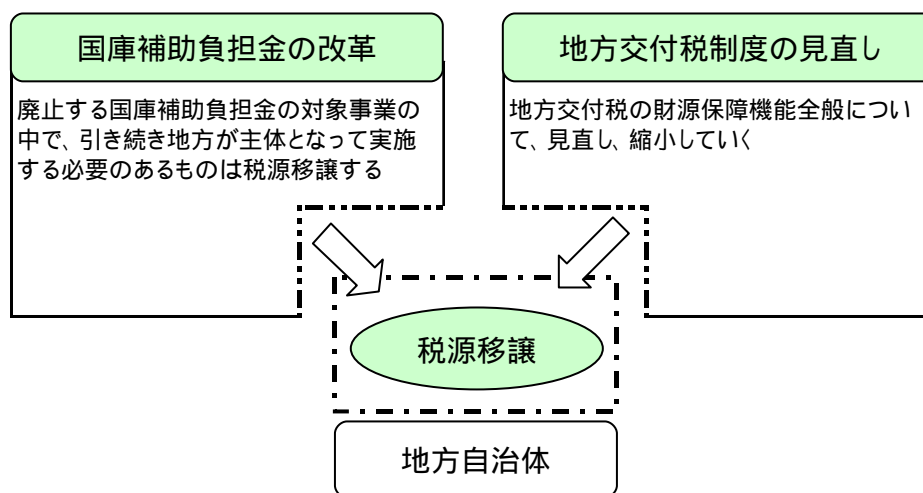 国庫補助負担金の改革
廃止する国庫補助負担金の対象事業の
中で、引き続き地方が主体となって実施
する必要のあるものは税源移譲する
地方交付税制度の見直し
地方交付税の財源保障機能全般につい
て、見直し、縮小していく
税源移譲
地方自治体